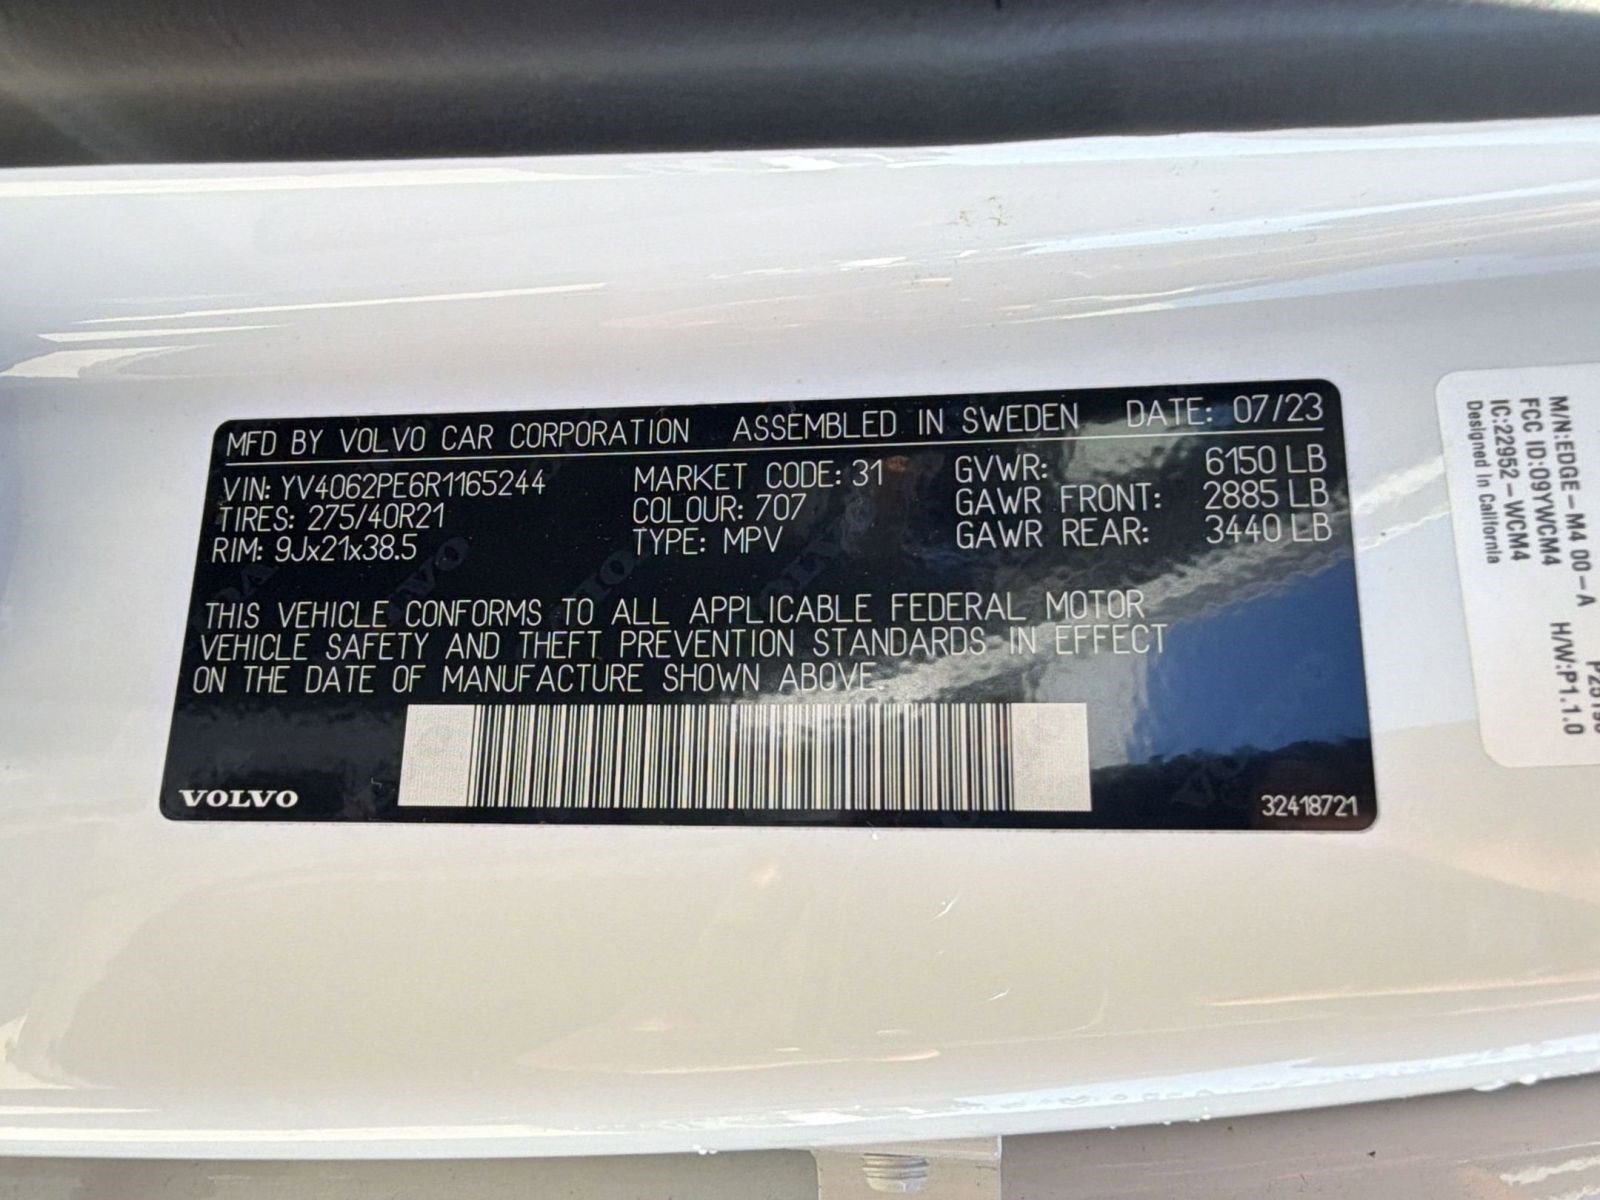 MFD BY VOLVO CAR CORPORATION ASSEMBLED IN SWEDEN DATE: 07/23
VIN: YV4062PE6R1165244 MARKET CODE: 31 GVWR: 6150 LB
TIRES: 275/40R21 COLOUR: 707 GAWR FRONT: 2885 LB
RIM: 9Jx21x38.5 TYPE: MPV GAWR REAR: 3440 LB
THIS VEHICLE CONFORMS TO ALL APPLICABLE FEDERAL MOTOR
VEHICLE SAFETY AND THEFT PREVENTION STANDARDS IN EFFECT
ON THE DATE OF MANUFACTURE SHOWN ABOVE.
VOLVO
32418721
M/N:EDGE-M4 00-A
FCC ID:O9YWCM4 H/W:P1.1.0
IC:22952-WCM4
Designed In California